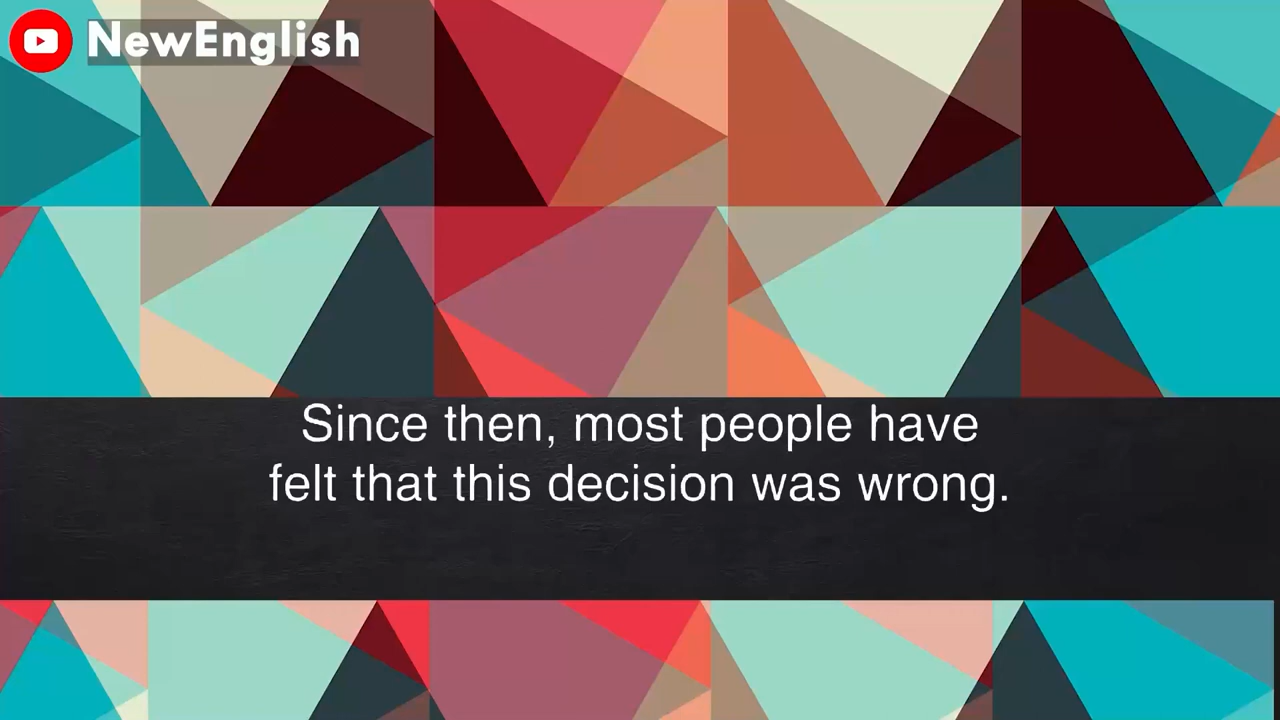 NewEnglish
Since then, most people have
felt that this decision was wrong.